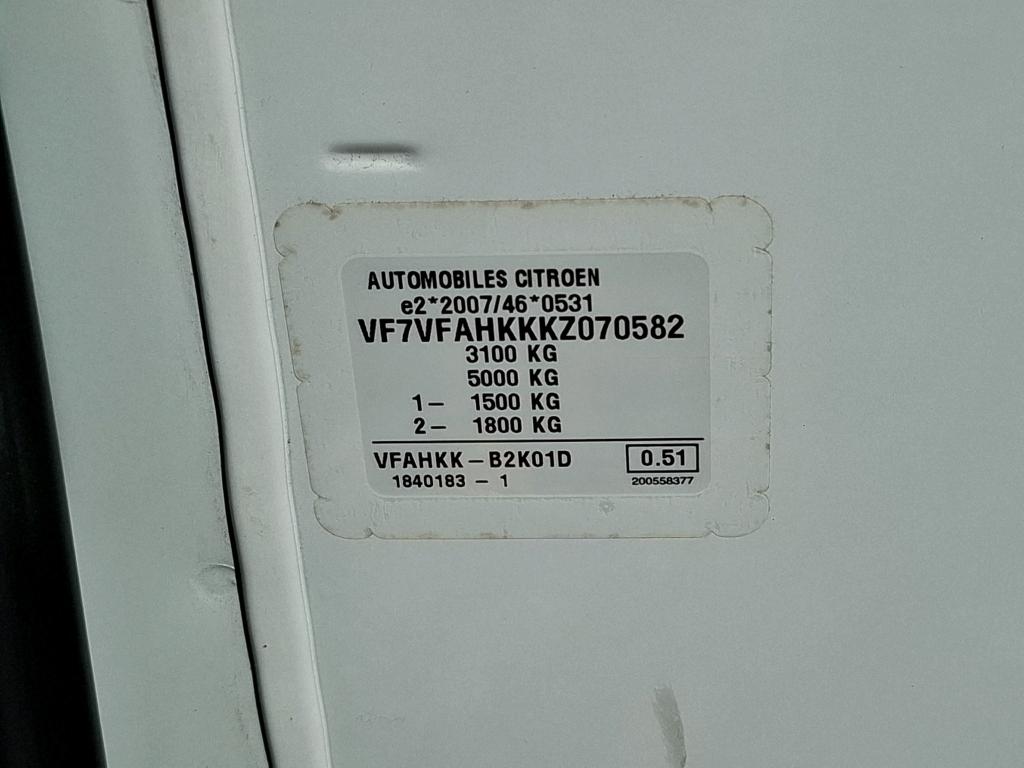 AUTOMOBILES CITROEN
e2*2007/46*0531
VF7VFAHKKKZ070582
3100 KG
5000 KG
1– 1500 KG
2– 1800 KG
VFAHKK – B2K01D 0.51
1840183 – 1 200558377